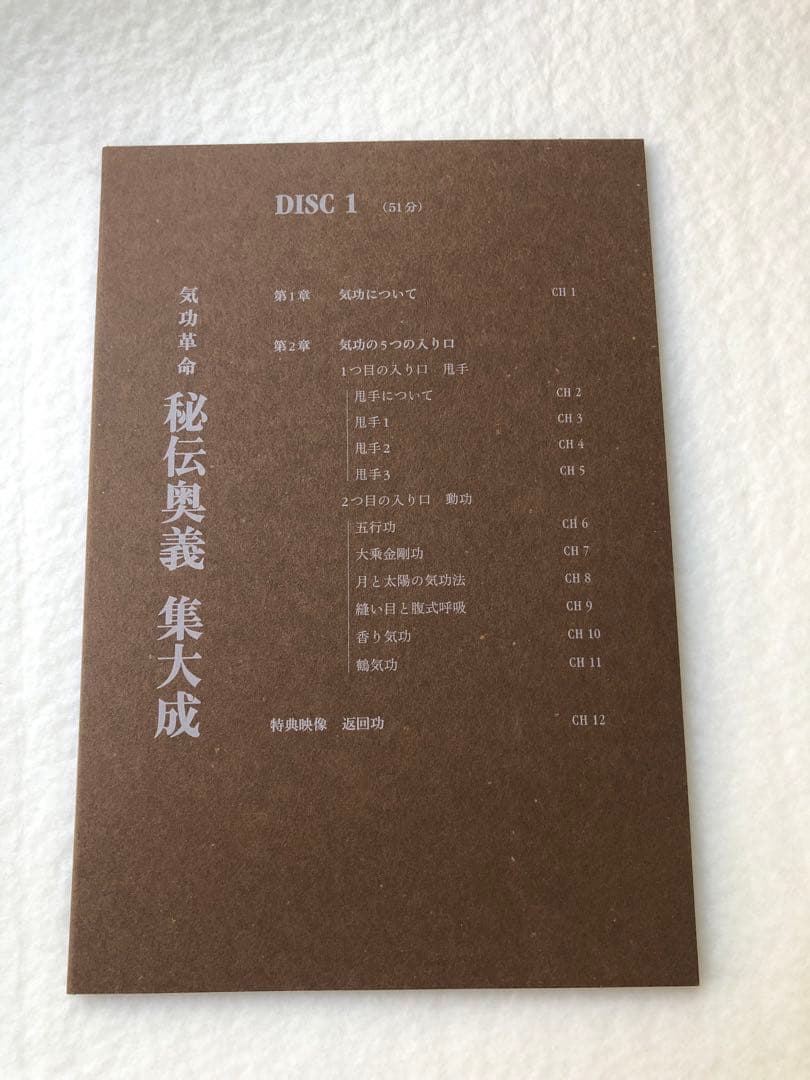 DISC 1 （51分）
気功革命 秘伝奥義 集大成
第1章 気功について CH 1
第2章 気功の5つの入り口
1つ目の入り口 甩手
甩手について CH 2
甩手1 CH 3
甩手2 CH 4
甩手3 CH 5
2つ目の入り口 動功
五行功 CH 6
大乗金剛功 CH 7
月と太陽の気功法 CH 8
縫い目と腹式呼吸 CH 9
香り気功 CH 10
鶴気功 CH 11
特典映像 返回功 CH 12